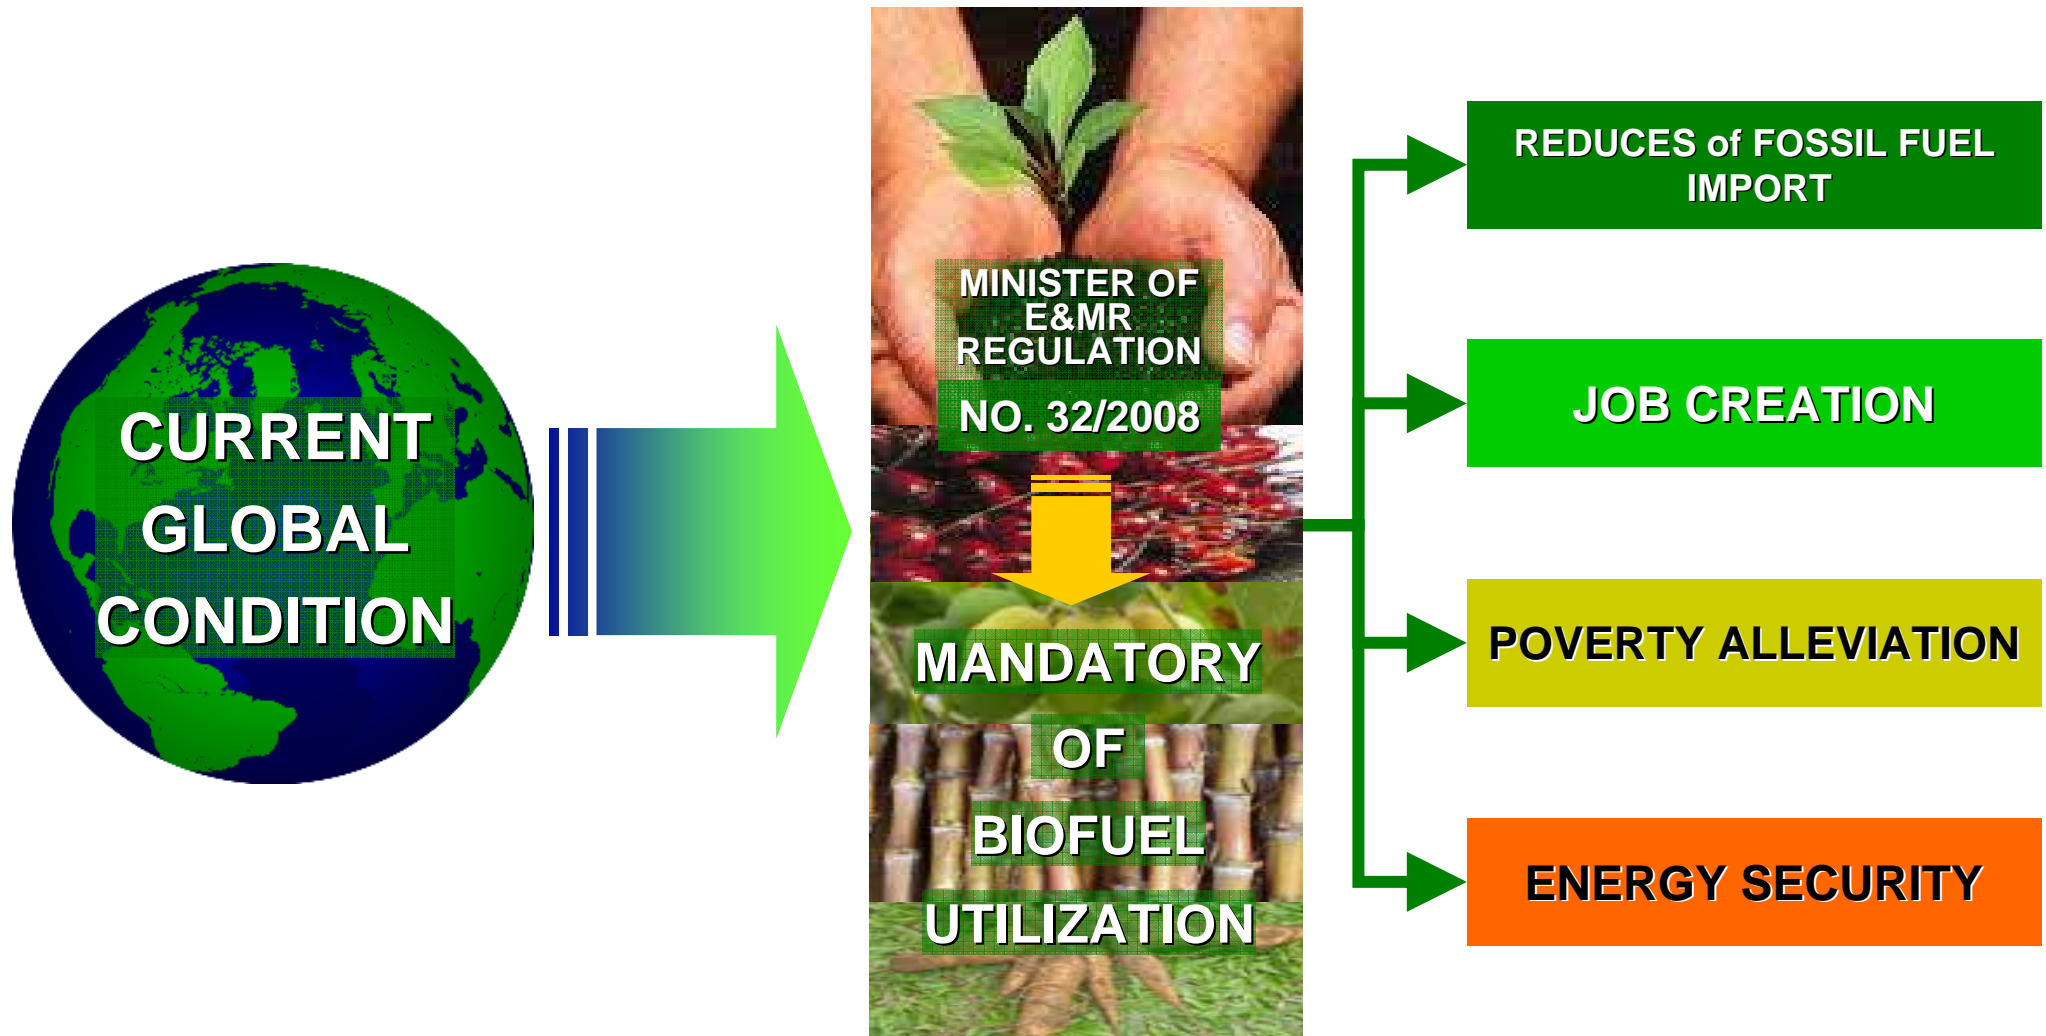 CURRENT
GLOBAL
CONDITION
MINISTER OF
E&MR
REGULATION
NO. 32/2008
MANDATORY
OF
BIOFUEL
UTILIZATION
REDUCES of FOSSIL FUEL
IMPORT
JOB CREATION
POVERTY ALLEVIATION
ENERGY SECURITY